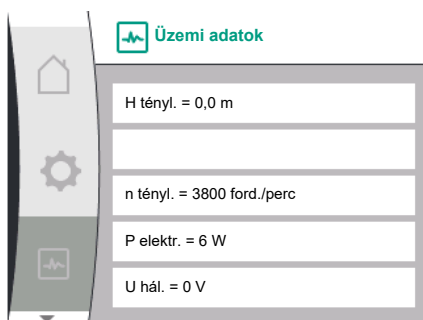 Üzemi adatok
H tényl. = 0,0 m
n tényl. = 3800 ford./perc
P elektr. = 6 W
U hál. = 0 V